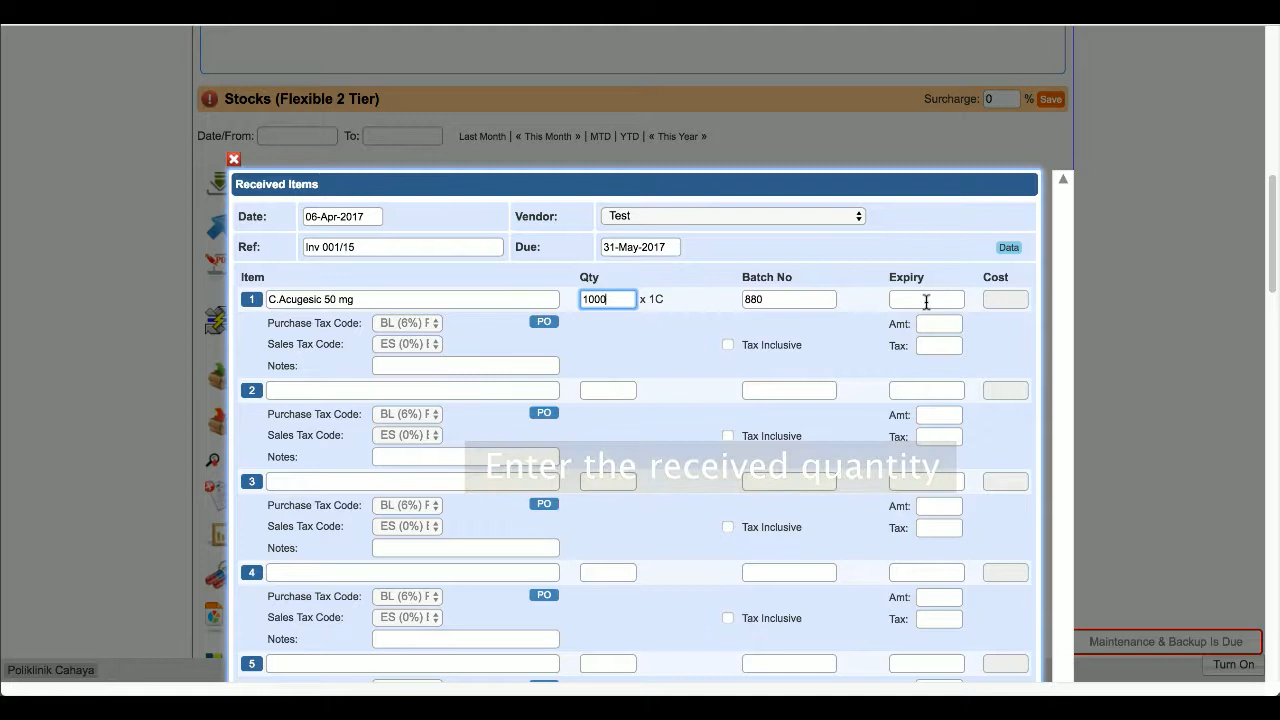 Stocks (Flexible 2 Tier) Surcharge: 0 % Save
Date/From: To: Last Month | « This Month » | MTD | YTD | « This Year »
Received Items
Date: 06-Apr-2017 Vendor: Test
Ref: Inv 001/15 Due: 31-May-2017 Data
Item Qty Batch No Expiry Cost
1 C.Acugesic 50 mg 1000 x 1C 880
Purchase Tax Code: BL (6%) F PO Amt:
Sales Tax Code: ES (0%) E Tax Inclusive Tax:
Notes:
2
Purchase Tax Code: BL (6%) F PO Amt:
Sales Tax Code: ES (0%) E Tax Inclusive Tax:
Notes:
Enter the received quantity
3
Purchase Tax Code: BL (6%) F PO Amt:
Sales Tax Code: ES (0%) E Tax Inclusive Tax:
Notes:
4
Purchase Tax Code: BL (6%) F PO Amt:
Sales Tax Code: ES (0%) E Tax Inclusive Tax:
Notes:
Maintenance & Backup Is Due
5
Poliklinik Cahaya Turn On